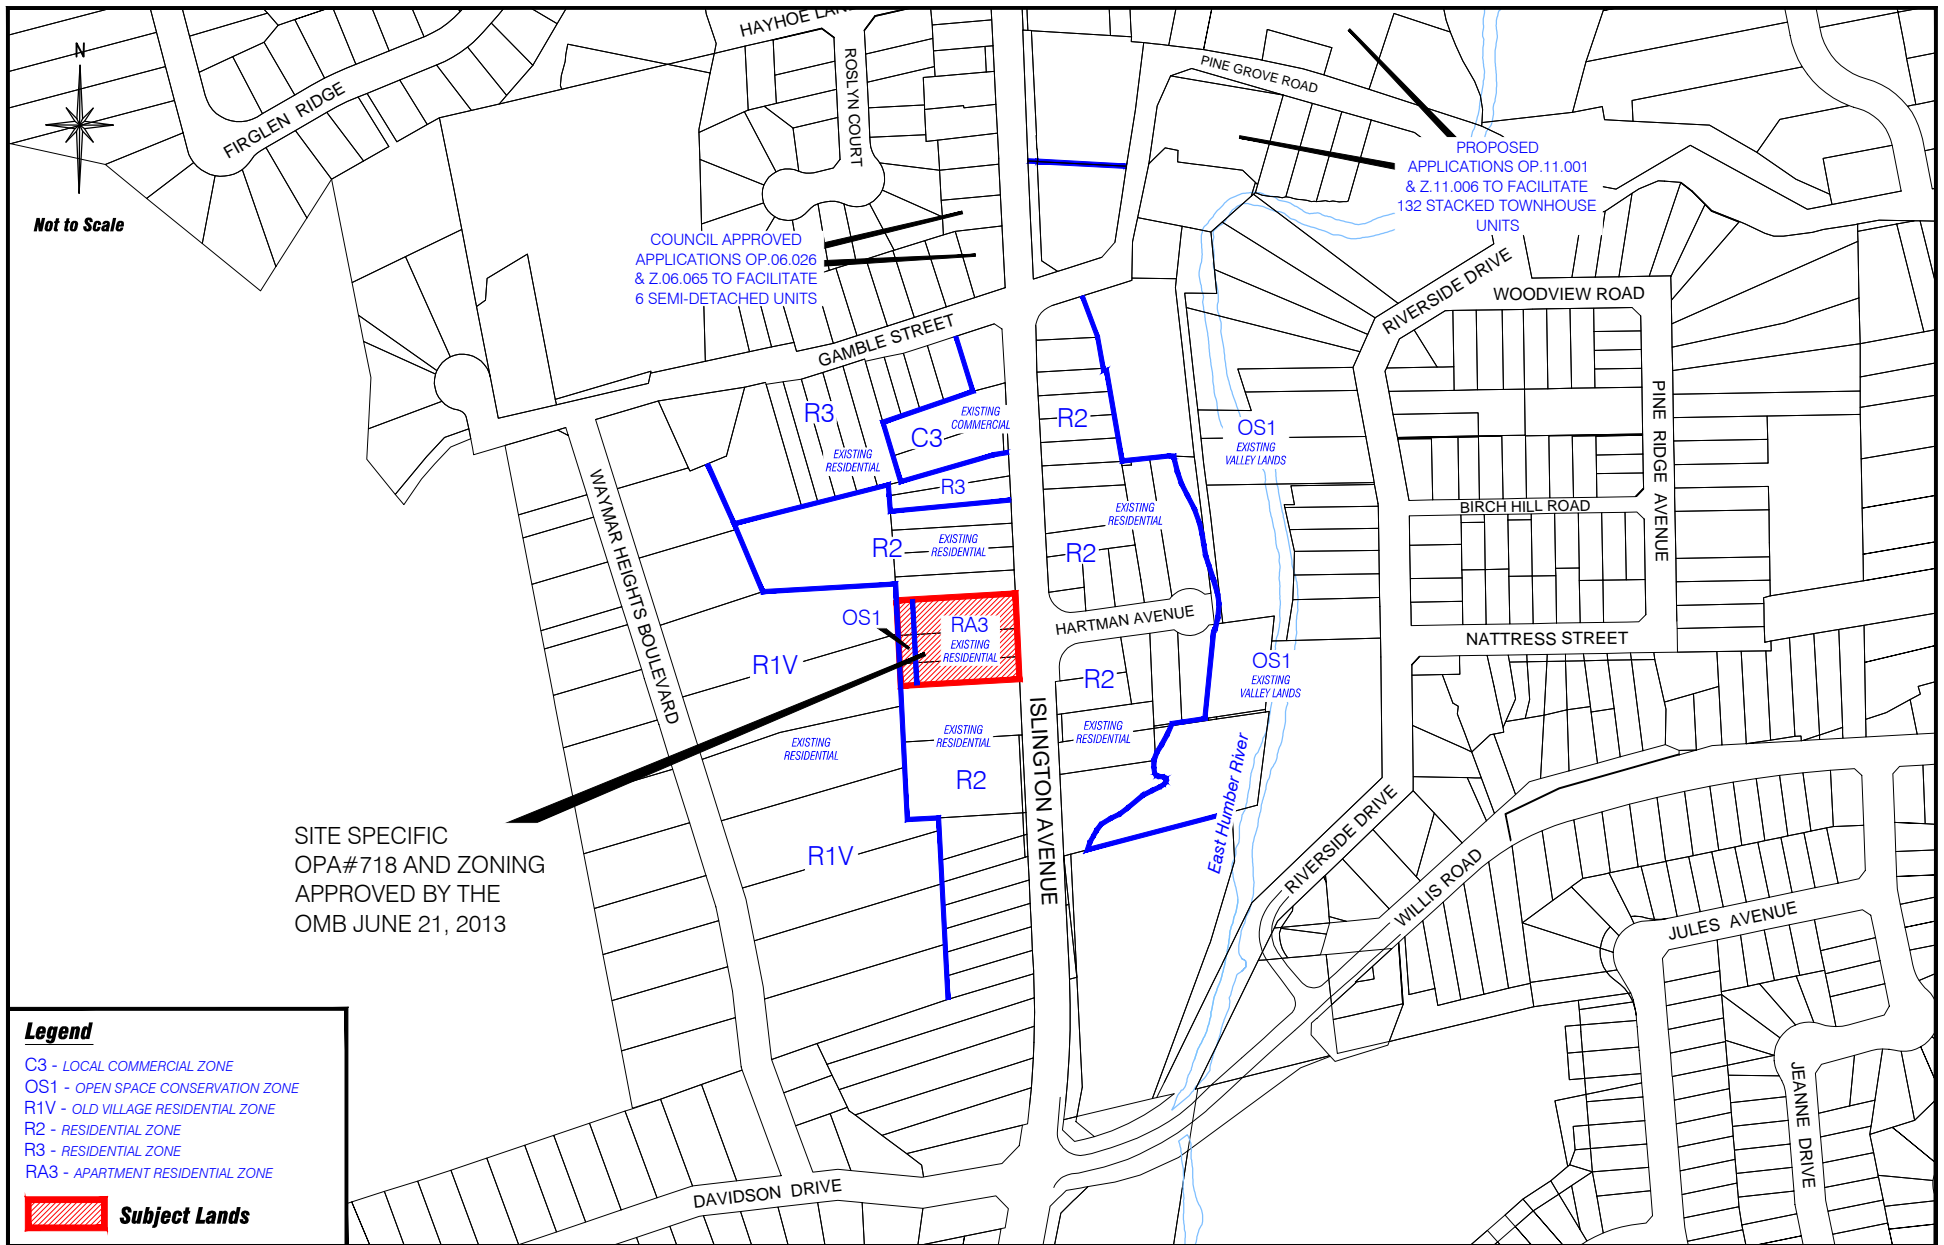 HAYHOE LAN
N
Not to Scale
FIRGLEN RIDGE
ROSLYN COURT
PINE GROVE ROAD
PROPOSED
APPLICATIONS OP.11.001
& Z.11.006 TO FACILITATE
132 STACKED TOWNHOUSE
UNITS
COUNCIL APPROVED
APPLICATIONS OP.06.026
& Z.06.065 TO FACILITATE
6 SEMI-DETACHED UNITS
RIVERSIDE DRIVE
WOODVIEW ROAD
GAMBLE STREET
PINE RIDGE AVENUE
R3
EXISTING
RESIDENTIAL
C3
EXISTING
COMMERCIAL
R2
OS1
EXISTING
VALLEY LANDS
R3
EXISTING
RESIDENTIAL
BIRCH HILL ROAD
WAYMAR HEIGHTS BOULEVARD
R2
EXISTING
RESIDENTIAL
R2
OS1
RA3
EXISTING
RESIDENTIAL
HARTMAN AVENUE
NATTRESS STREET
R1V
R2
OS1
EXISTING
VALLEY LANDS
ISLINGTON AVENUE
EXISTING
RESIDENTIAL
EXISTING
RESIDENTIAL
R2
EXISTING
RESIDENTIAL
East Humber River
R1V
RIVERSIDE DRIVE
WILLIS ROAD
JULES AVENUE
JEANNE DRIVE
DAVIDSON DRIVE
SITE SPECIFIC
OPA#718 AND ZONING
APPROVED BY THE
OMB JUNE 21, 2013
Legend
C3 - LOCAL COMMERCIAL ZONE
OS1 - OPEN SPACE CONSERVATION ZONE
R1V - OLD VILLAGE RESIDENTIAL ZONE
R2 - RESIDENTIAL ZONE
R3 - RESIDENTIAL ZONE
RA3 - APARTMENT RESIDENTIAL ZONE
Subject Lands